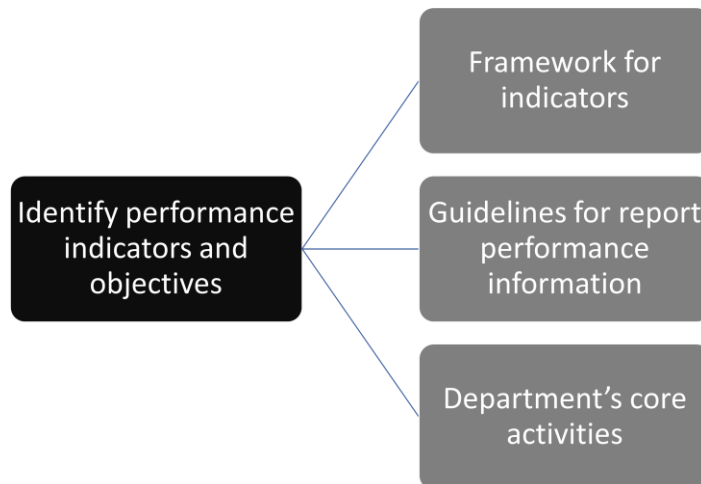 Framework for
indicators
Identify performance
indicators and
objectives
Guidelines for report
performance
information
Department’s core
activities